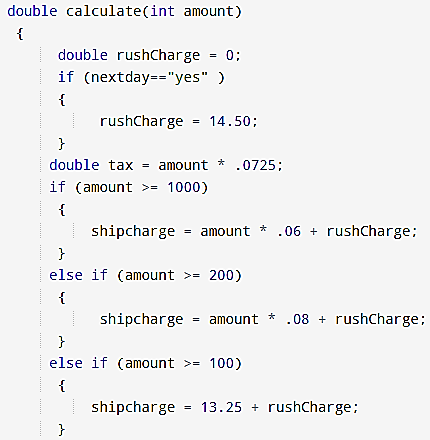 double calculate(int amount)
{
double rushCharge = 0;
if (nextday=="yes" )
{
rushCharge = 14.50;
}
double tax = amount * .0725;
if (amount >= 1000)
{
shipcharge = amount * .06 + rushCharge;
}
else if (amount >= 200)
{
shipcharge = amount * .08 + rushCharge;
}
else if (amount >= 100)
{
shipcharge = 13.25 + rushCharge;
}